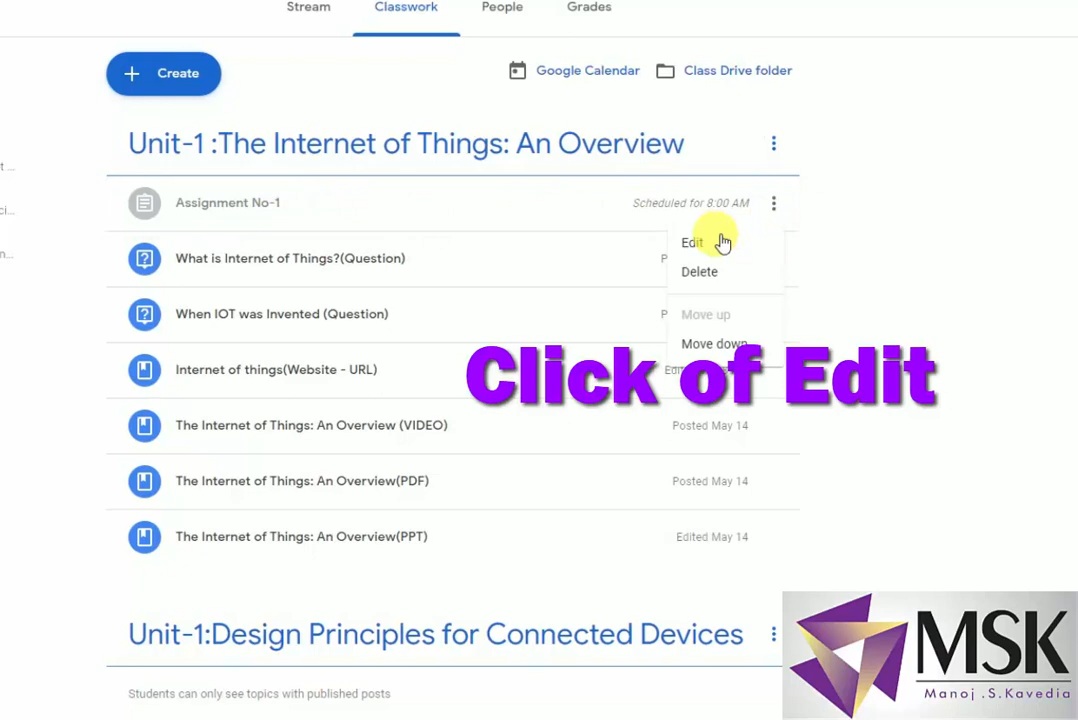 Stream
Classwork
People
Grades
Create
Google Calendar
Class Drive folder
Unit-1 :The Internet of Things: An Overview
Assignment No-1
Scheduled for 8:00 AM
Edit
What is Internet of Things?(Question)
Delete
When IOT was Invented (Question)
Move up
Move down
Click of Edit
Internet of things(Website - URL)
The Internet of Things: An Overview (VIDEO)
Posted May 14
The Internet of Things: An Overview(PDF)
Posted May 14
The Internet of Things: An Overview(PPT)
Edited May 14
Unit-1:Design Principles for Connected Devices
Students can only see topics with published posts
MSK
Manoj .S.Kavedia